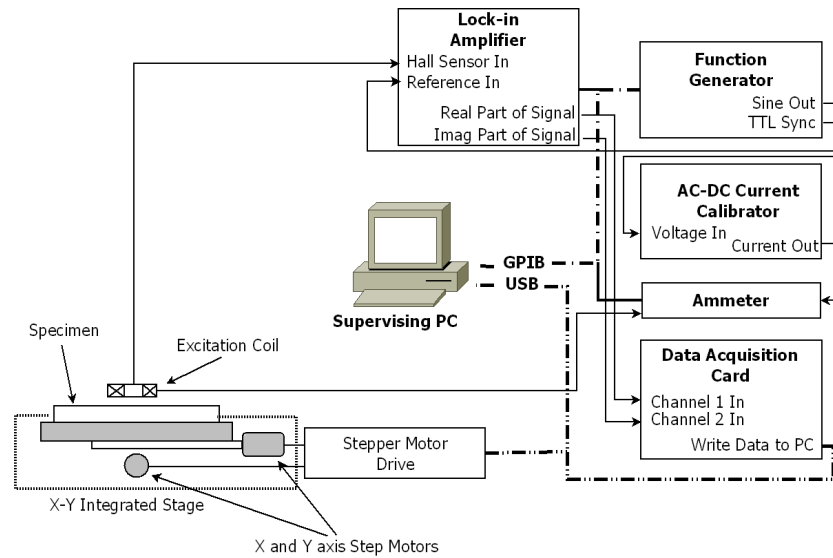 Lock-in
Amplifier
Hall Sensor In
Reference In
Real Part of Signal
Imag Part of Signal
Function
Generator
Sine Out
TTL Sync
AC-DC Current
Calibrator
Voltage In
Current Out
GPIB
USB
Supervising PC
Ammeter
Specimen
Excitation Coil
Data Acquisition
Card
Channel 1 In
Channel 2 In
Write Data to PC
Stepper Motor
Drive
X-Y Integrated Stage
X and Y axis Step Motors